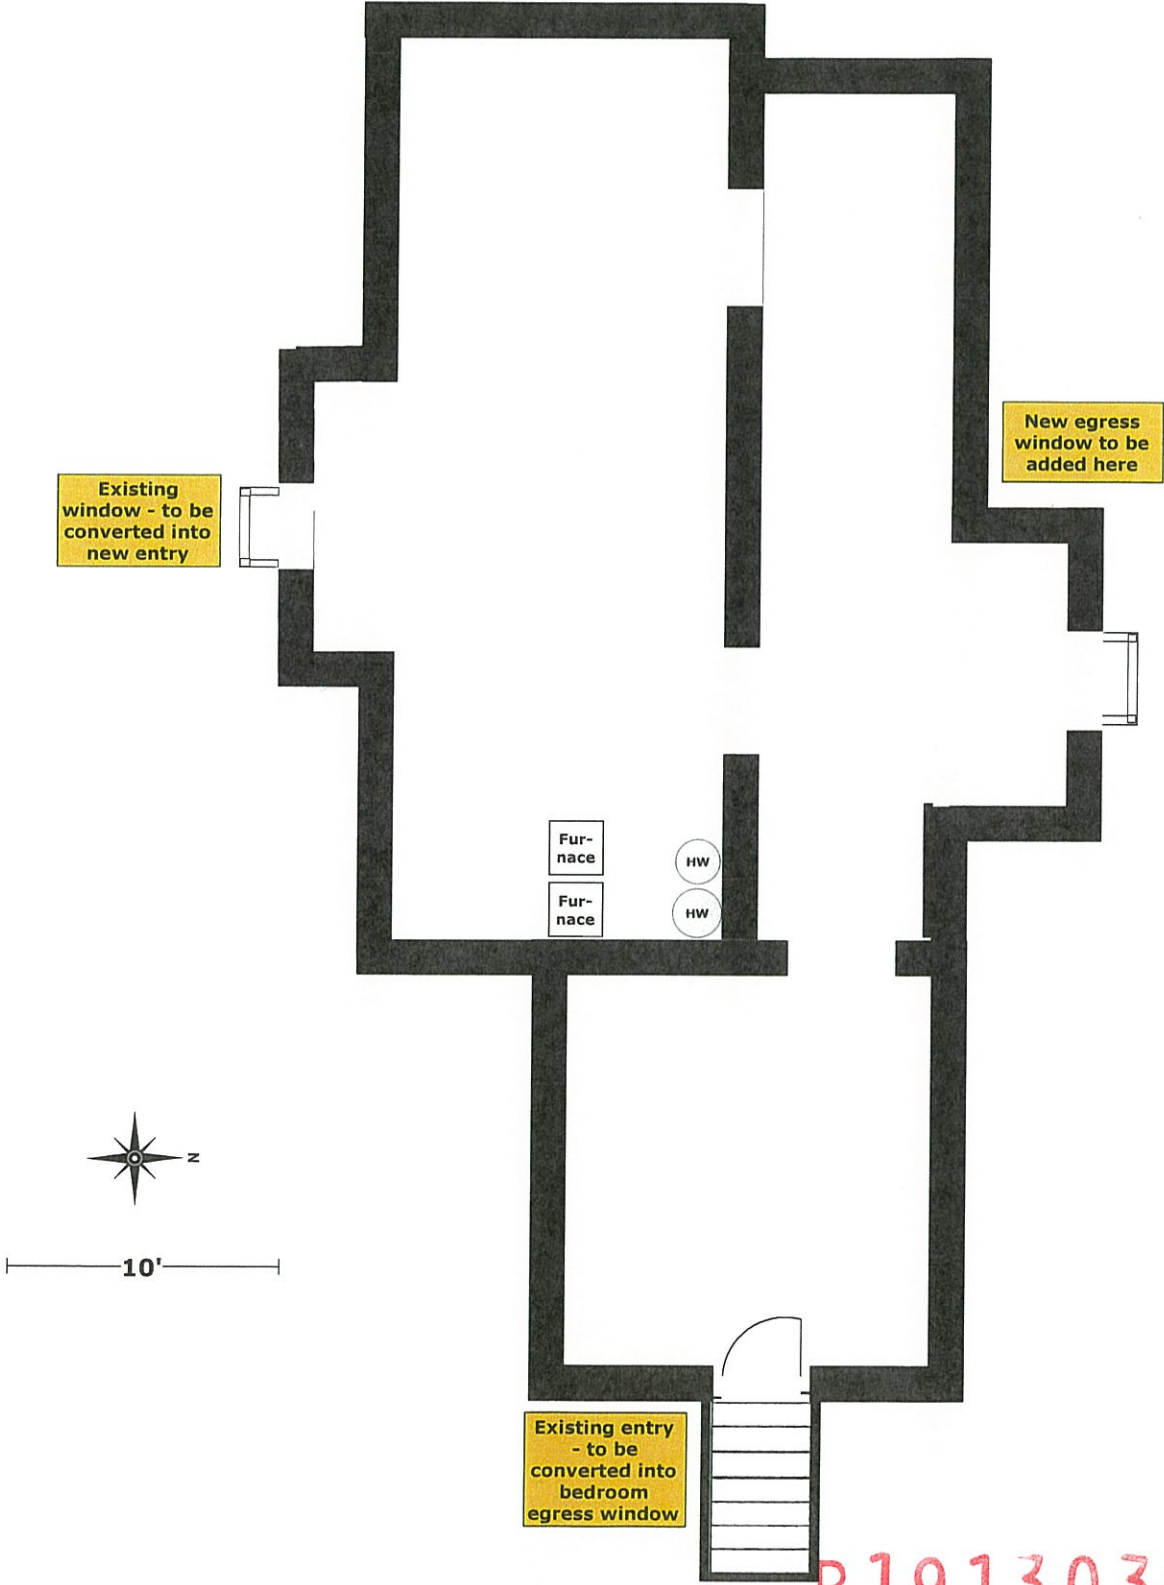 New egress
window to be
added here
Existing
window - to be
converted into
new entry
Fur-
nace
HW
Fur-
nace
HW
N
10'
Existing entry
- to be
converted into
bedroom
egress window